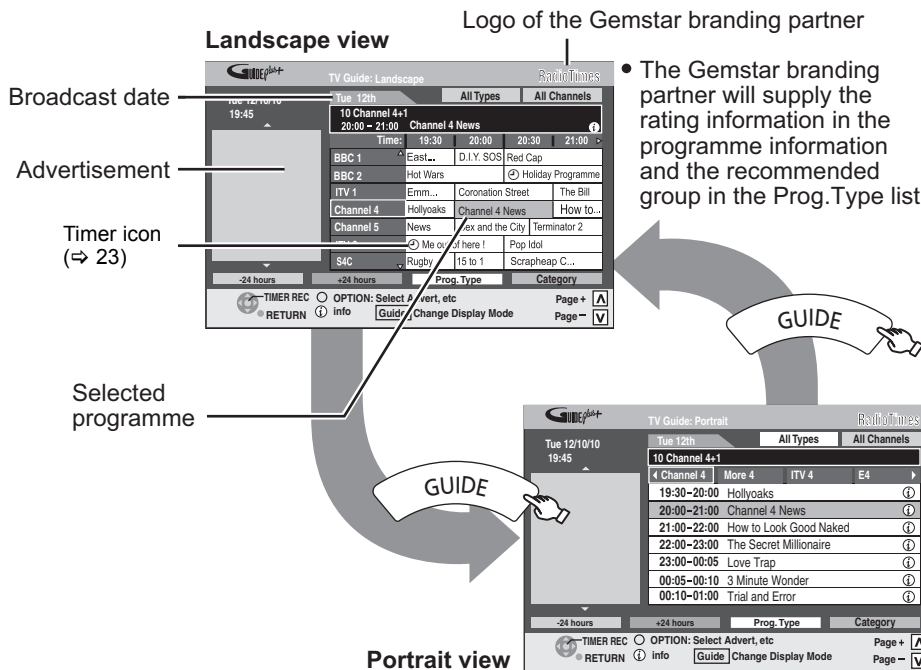 Logo of the Gemstar branding partner
Landscape view
GUIDE plus+
TV Guide: Landscape
RadioTimes
Broadcast date
Tue 12/10/10
19:45
Tue 12th
All Types
All Channels
10 Channel 4+1
20:00 – 21:00 Channel 4 News
Time: 19:30 20:00 20:30 21:00
BBC 1 East... D.I.Y. SOS Red Cap
BBC 2 Hot Wars Holiday Programme
ITV 1 Emm... Coronation Street The Bill
Channel 4 Hollyoaks Channel 4 News How to...
Channel 5 News Sex and the City Terminator 2
Me out of here ! Pop Idol
S4C Rugby 15 to 1 Scrapheap C...
-24 hours +24 hours Prog. Type Category
TIMER REC OPTION: Select Advert, etc Page +
RETURN info Guide Change Display Mode Page –
Advertisement
Timer icon
(⇨ 23)
Selected
programme
• The Gemstar branding
partner will supply the
rating information in the
programme information
and the recommended
group in the Prog.Type list
GUIDE
GUIDE
GUIDE plus+
TV Guide: Portrait
RadioTimes
Tue 12/10/10
19:45
Tue 12th
All Types
All Channels
10 Channel 4+1
Channel 4 More 4 ITV 4 E4
19:30–20:00 Hollyoaks
20:00–21:00 Channel 4 News
21:00–22:00 How to Look Good Naked
22:00–23:00 The Secret Millionaire
23:00–00:05 Love Trap
00:05–00:10 3 Minute Wonder
00:10–01:00 Trial and Error
-24 hours +24 hours Prog. Type Category
TIMER REC OPTION: Select Advert, etc Page +
RETURN info Guide Change Display Mode Page –
Portrait view